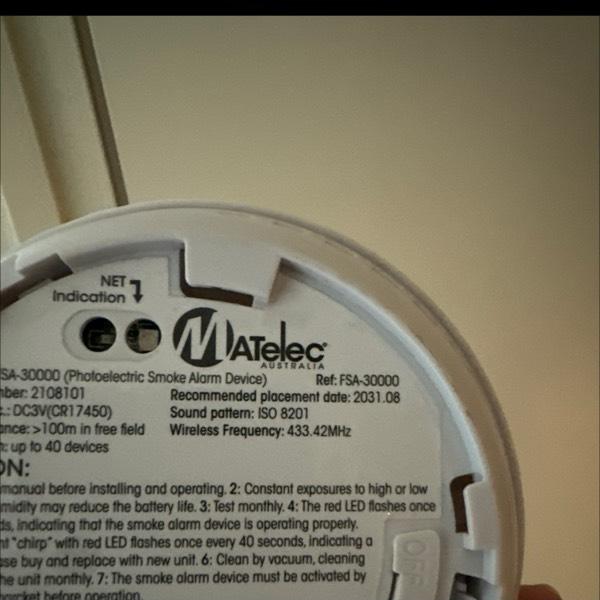 NET
Indication
MATelec
AUSTRALIA
SA-30000 (Photoelectric Smoke Alarm Device) Ref: FSA-30000
ber: 2108101 Recommended placement date: 2031.08
.: DC3V(CR17450) Sound pattern: ISO 8201
ance: >100m in free field Wireless Frequency: 433.42MHz
: up to 40 devices
ON:
manual before installing and operating. 2: Constant exposures to high or low
midity may reduce the battery life. 3: Test monthly. 4: The red LED flashes once
ds, indicating that the smoke alarm device is operating properly.
nt "chirp" with red LED flashes once every 40 seconds, indicating a
ase buy and replace with new unit. 6: Clean by vacuum, cleaning
he unit monthly. 7: The smoke alarm device must be activated by
before operation.
OFF